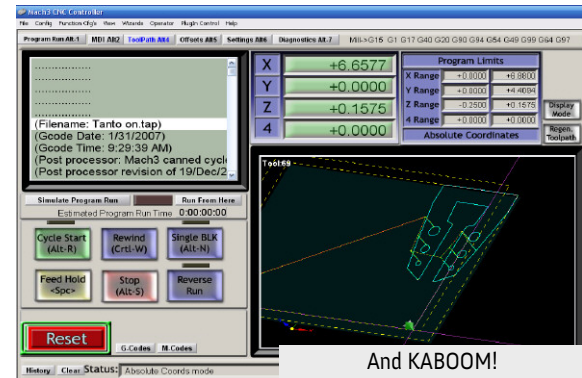 Mach3 CNC Controller
File Config Function Cfg's View Wizards Operator PlugIn Control Help
Program Run Alt-1 MDI Alt2 ToolPath Alt4 Offsets Alt5 Settings Alt6 Diagnostics Alt-7 Mill->G15 G1 G17 G40 G20 G90 G94 G54 G49 G99 G64 G97
..................
..................
..................
..................
(Filename: Tanto on.tap)
(Gcode Date: 1/31/2007)
(Gcode Time: 9:29:39 AM)
(Post processor: Mach3 canned cycle
(Post processor revision of 19/Dec/2
X +6.6577
Y +0.0000
Z +0.1575
4 +0.0000
Program Limits
X Range +0.0000 +6.8800
Y Range +0.0000 +4.4094
Z Range -0.3500 +0.1575
4 Range +0.0000 +0.0000
Absolute Coordinates
Display Mode
Regen. Toolpath
Simulate Program Run
Run From Here
Estimated Program Run Time 0:00:00:00
Cycle Start (Alt-R)
Rewind (Crtl-W)
Single BLK (Alt-N)
Feed Hold <Spc>
Stop (Alt-S)
Reverse Run
Reset
G.Codes M.Codes
Tool:69
History Clear Status: Absolute Coords mode
And KABOOM!